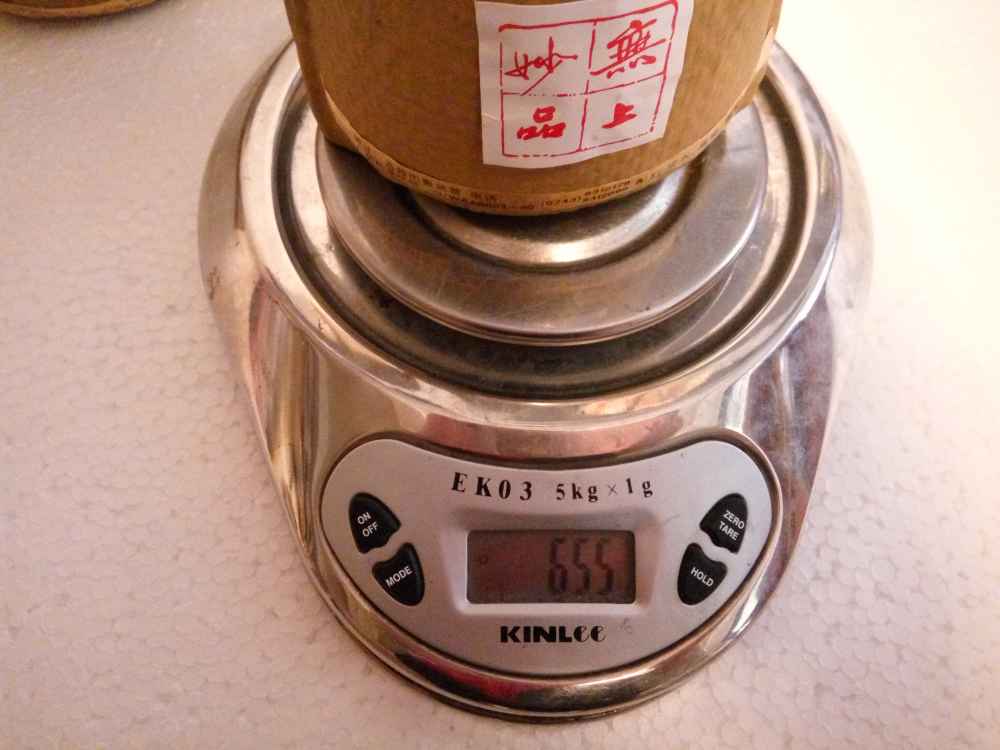 無上
妙品
EK03 5kg×1g
ON
OFF
MODE
655
ZERO
TARE
HOLD
KINLee